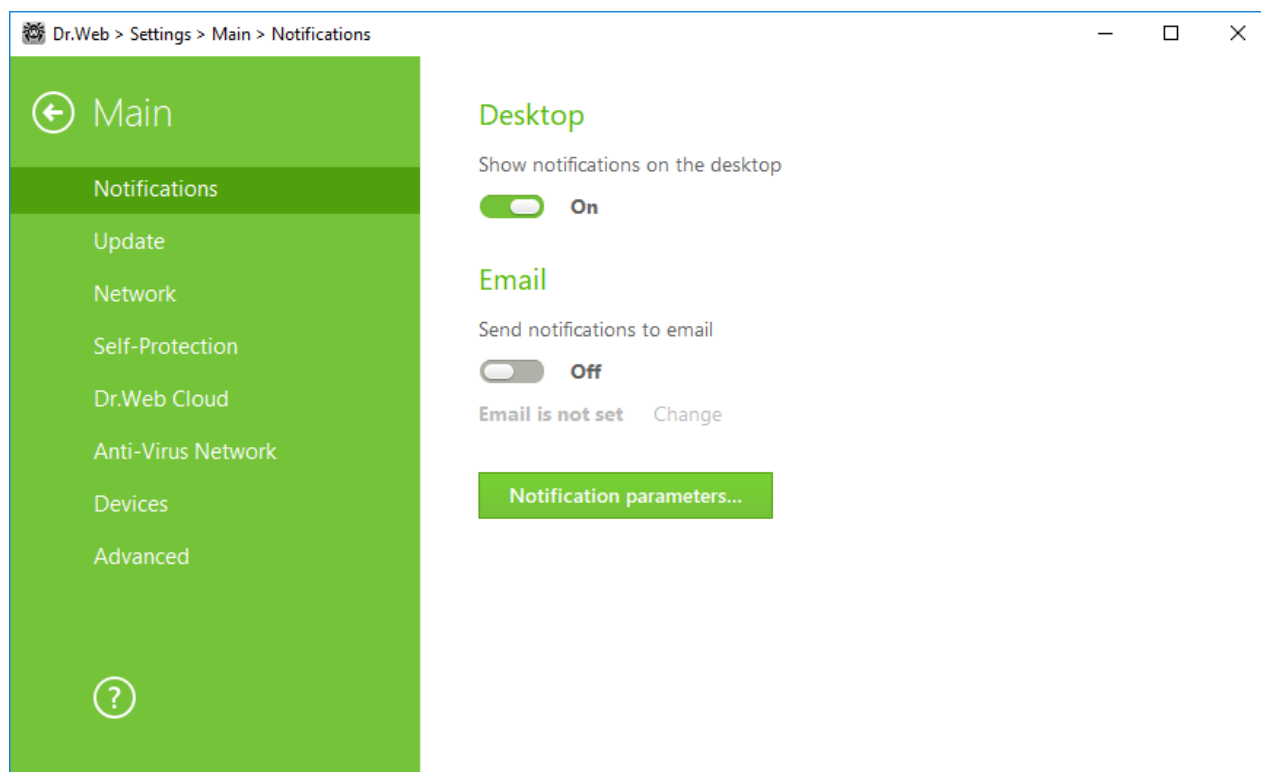 Dr.Web > Settings > Main > Notifications
Main
Notifications
Update
Network
Self-Protection
Dr.Web Cloud
Anti-Virus Network
Devices
Advanced
?
Desktop
Show notifications on the desktop
On
Email
Send notifications to email
Off
Email is not set Change
Notification parameters...